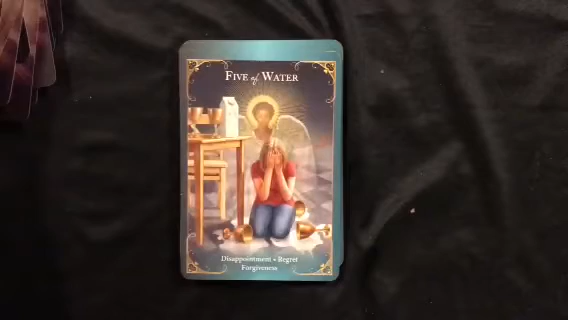 Five of Water
Disappointment • Regret
Forgiveness